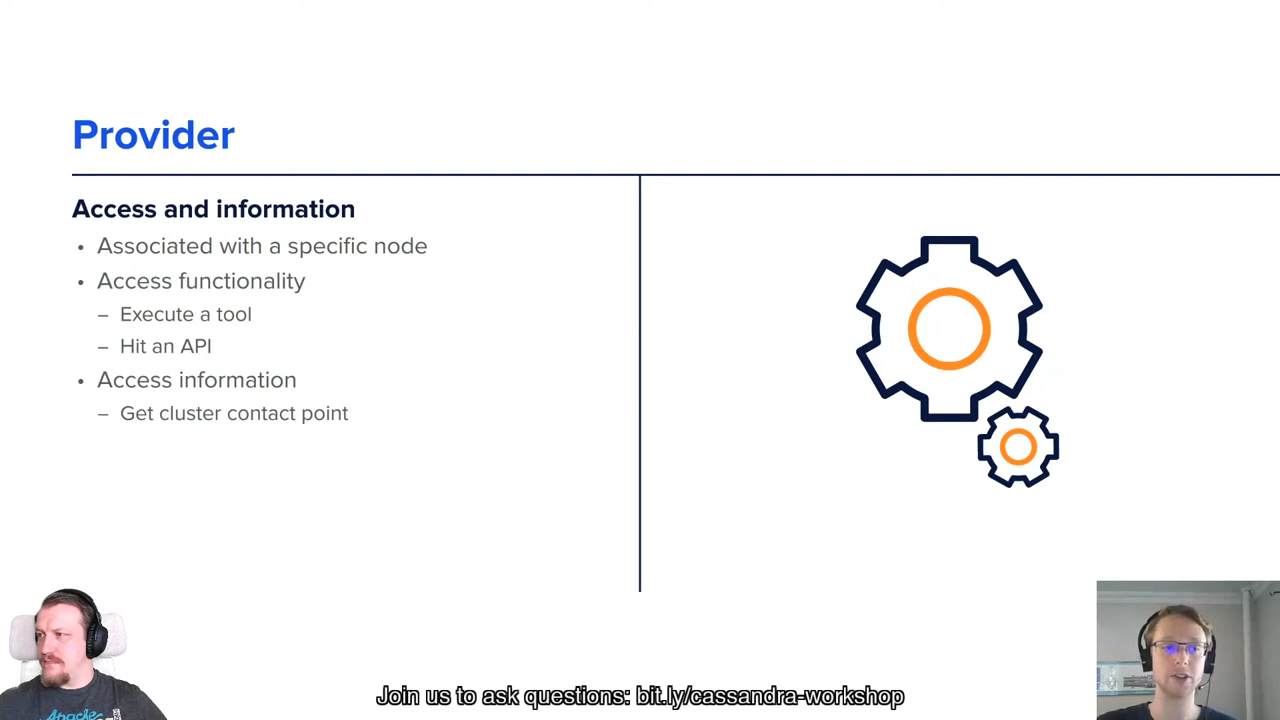 Provider
Access and information
• Associated with a specific node
• Access functionality
– Execute a tool
– Hit an API
• Access information
– Get cluster contact point
Apache
Join us to ask questions: bit.ly/cassandra-workshop